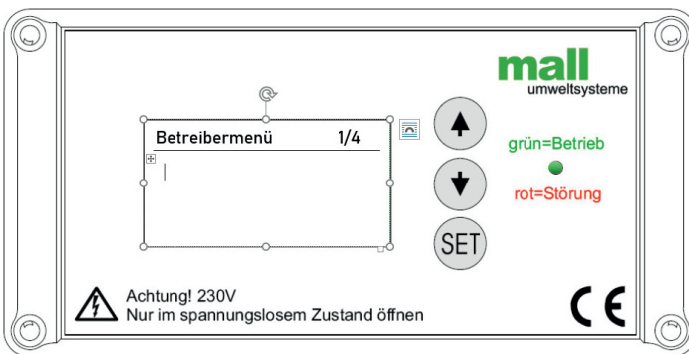 mall
umweltsysteme
Betreibermenü 1/4
grün=Betrieb
rot=Störung
SET
Achtung! 230V
Nur im spannungslosem Zustand öffnen
CE